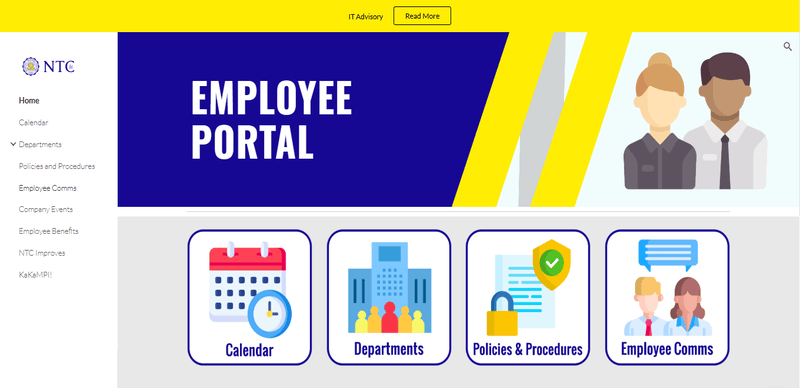 IT Advisory
Read More
NTC
Home
Calendar
Departments
Policies and Procedures
Employee Comms
Company Events
Employee Benefits
NTC Improves
KaKaMPI!
EMPLOYEE
PORTAL
Calendar
Departments
Policies & Procedures
Employee Comms